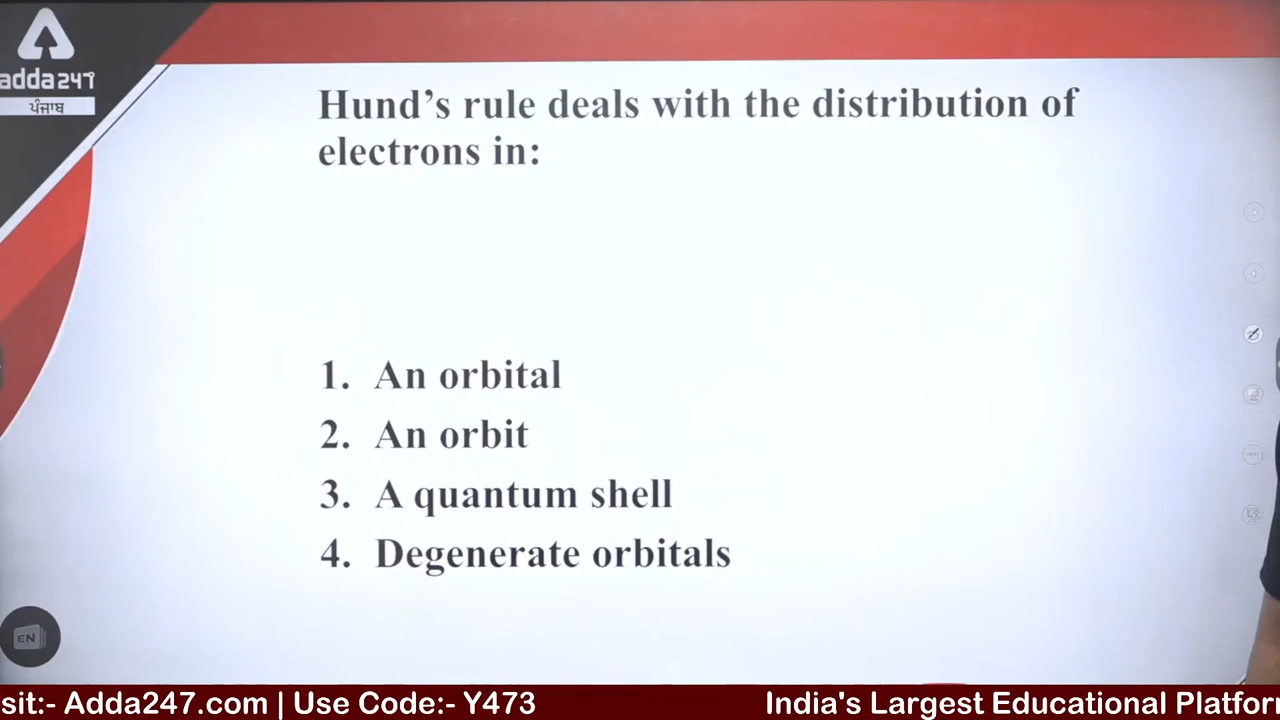 adda247
ਪੰਜਾਬ
Hund’s rule deals with the distribution of
electrons in:
1. An orbital
2. An orbit
3. A quantum shell
4. Degenerate orbitals
EN
sit:- Adda247.com | Use Code:- Y473 India's Largest Educational Platfor